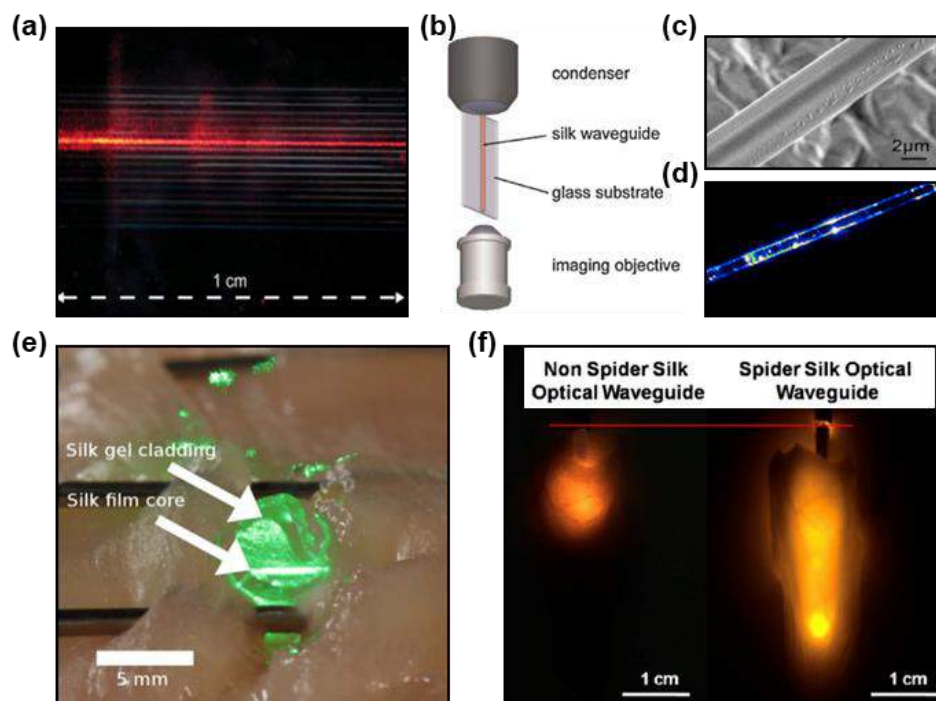 (a)
1 cm
(b)
condenser
silk waveguide
glass substrate
imaging objective
(c)
2μm
(d)
(e)
Silk gel cladding
Silk film core
5 mm
(f)
Non Spider Silk
Optical Waveguide
Spider Silk Optical
Waveguide
1 cm
1 cm